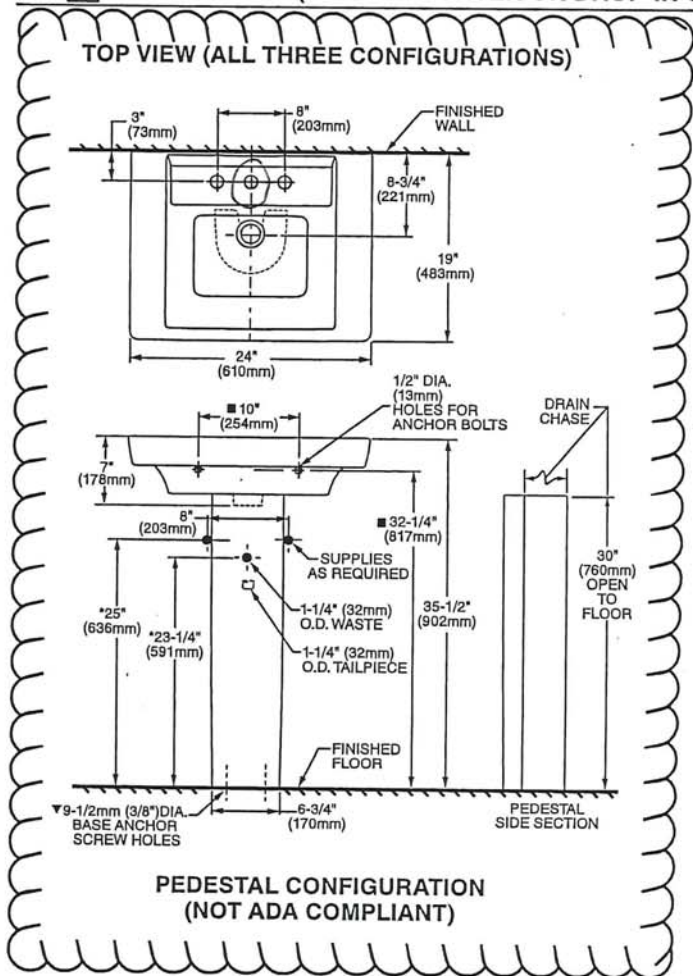 TOP VIEW (ALL THREE CONFIGURATIONS)
3"
(73mm)
8"
(203mm)
FINISHED
WALL
8-3/4"
(221mm)
19"
(483mm)
24"
(610mm)
■ 10"
(254mm)
1/2" DIA.
(13mm)
HOLES FOR
ANCHOR BOLTS
DRAIN
CHASE
7"
(178mm)
8"
(203mm)
■ 32-1/4"
(817mm)
SUPPLIES
AS REQUIRED
30"
(760mm)
OPEN
TO
FLOOR
*25"
(636mm)
*23-1/4"
(591mm)
1-1/4" (32mm)
O.D. WASTE
35-1/2"
(902mm)
1-1/4" (32mm)
O.D. TAILPIECE
FINISHED
FLOOR
▼9-1/2mm (3/8")DIA.
BASE ANCHOR
SCREW HOLES
6-3/4"
(170mm)
PEDESTAL
SIDE SECTION
PEDESTAL CONFIGURATION
(NOT ADA COMPLIANT)